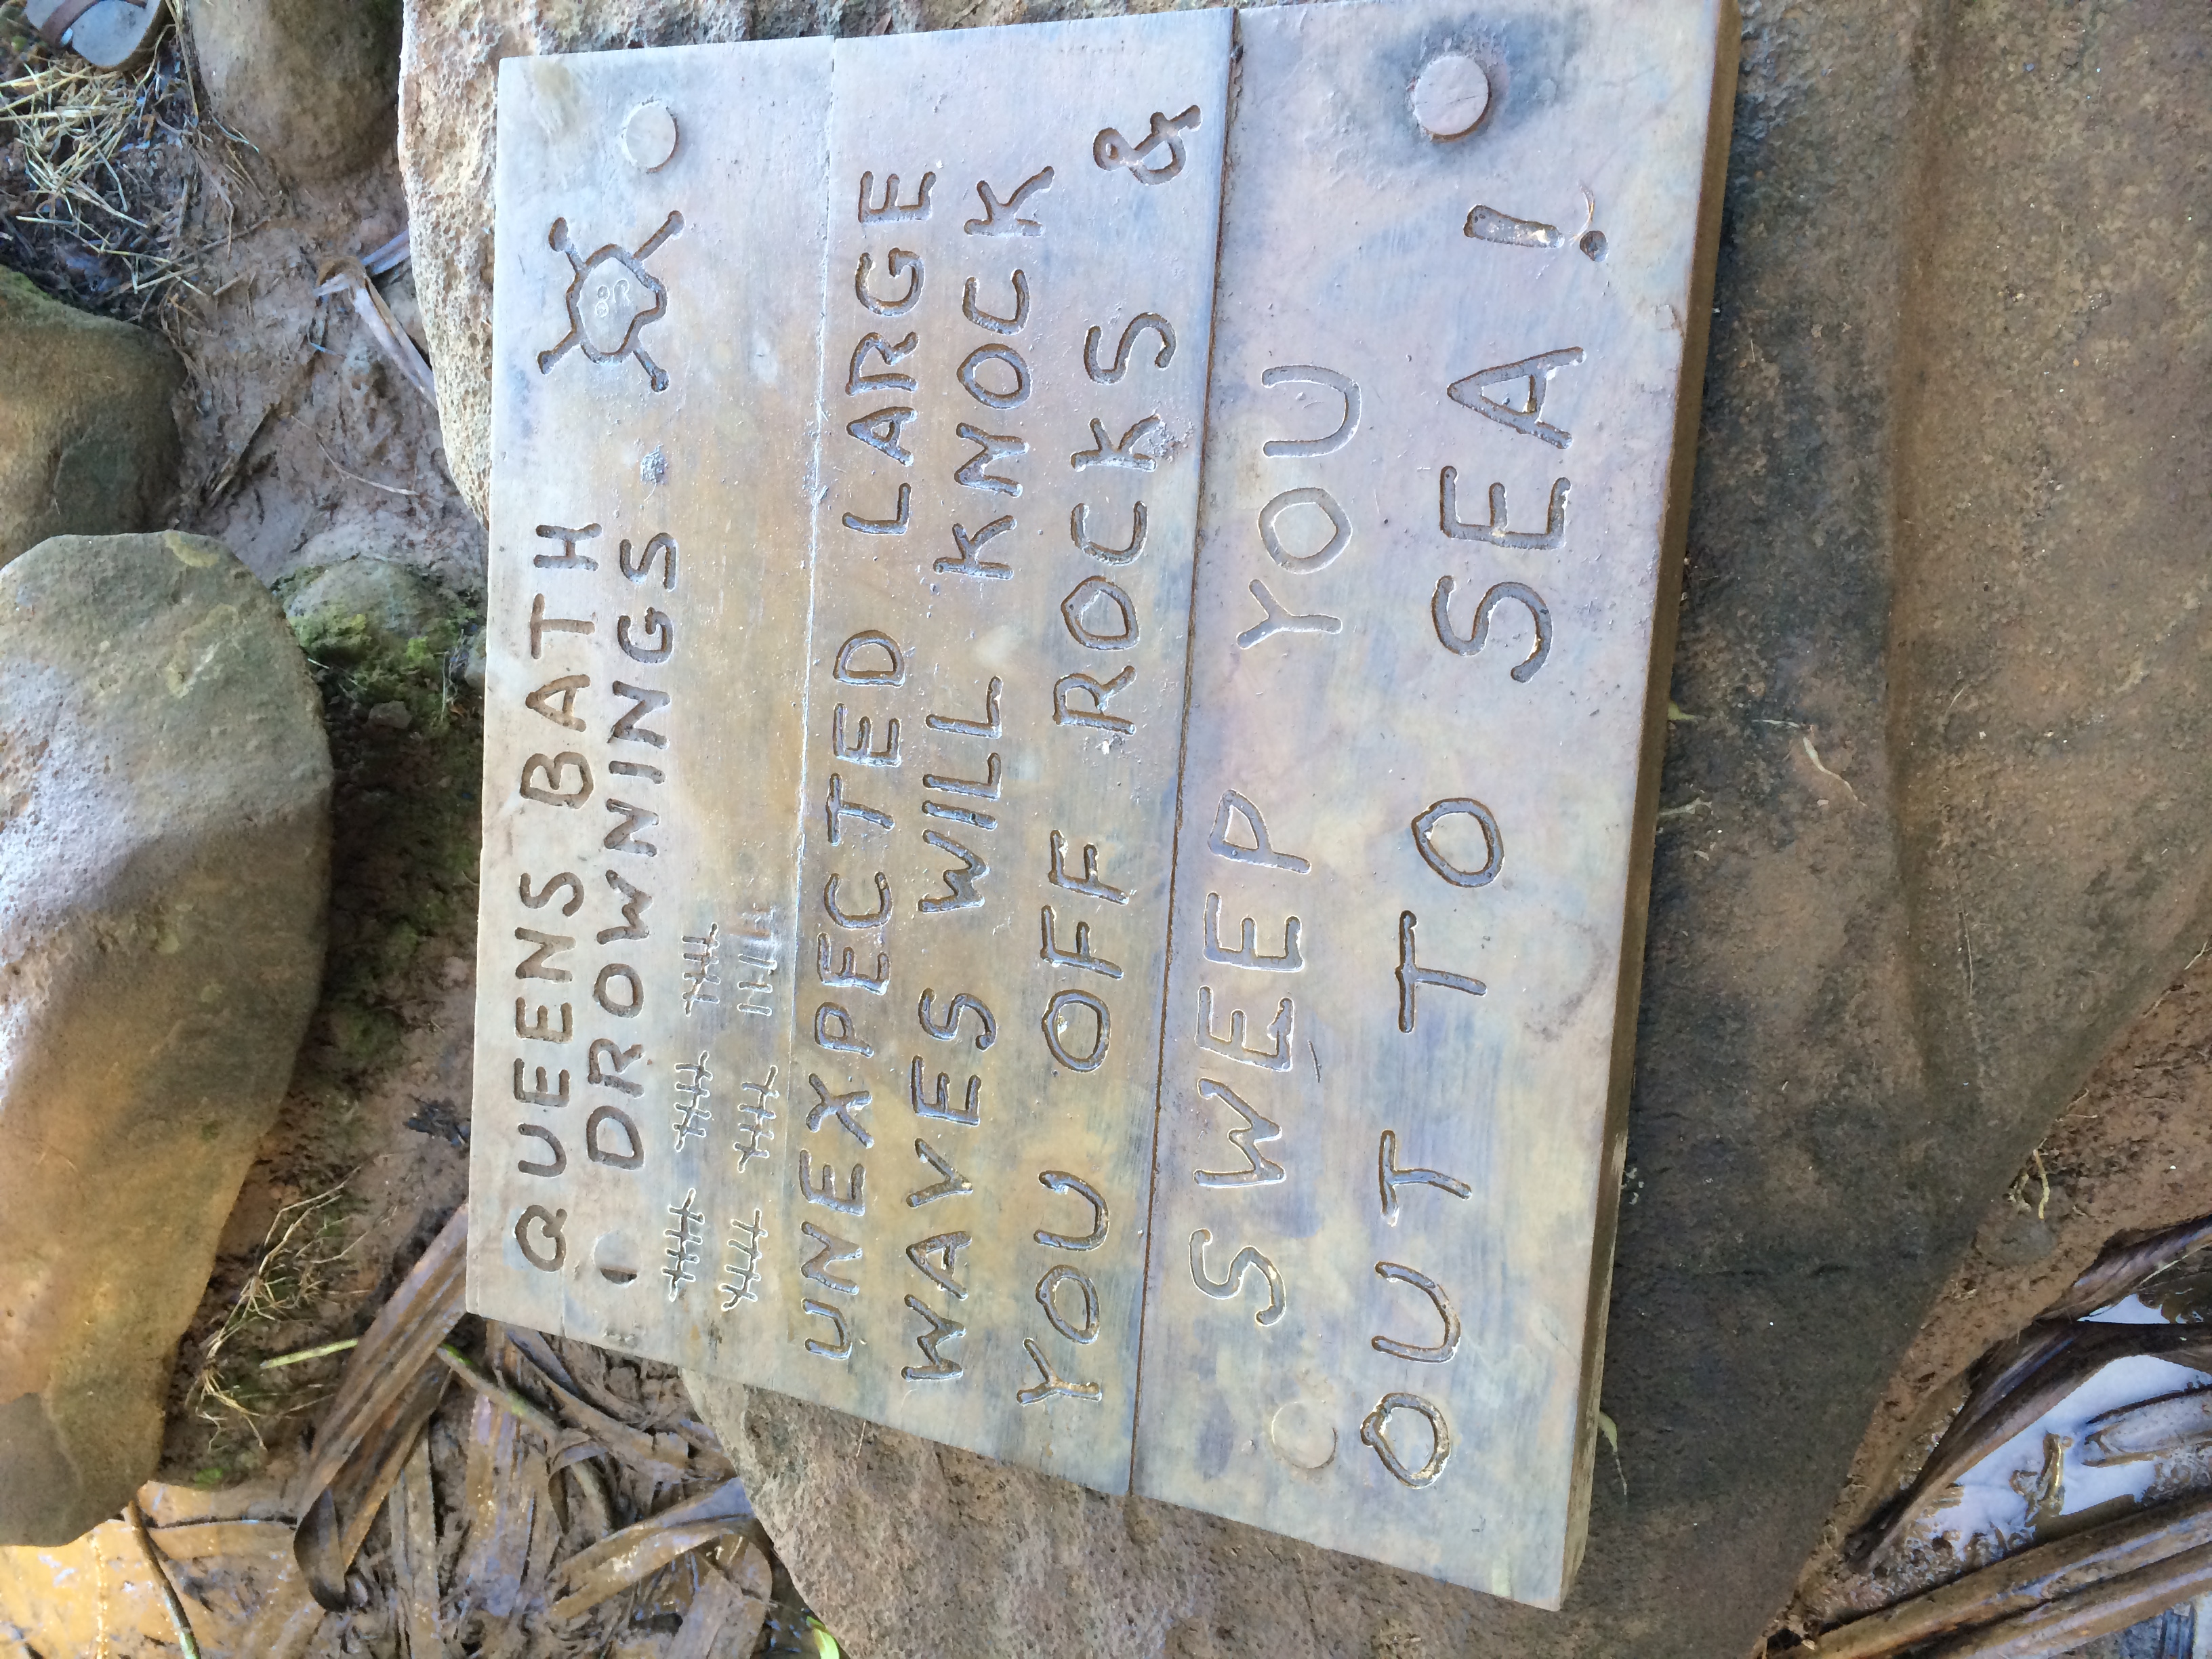 QUEENS BATH
DROWNINGS
UNEXPECTED LARGE
WAVES WILL KNOCK
YOU OFF ROCKS &
SWEEP YOU
OUT TO SEA!